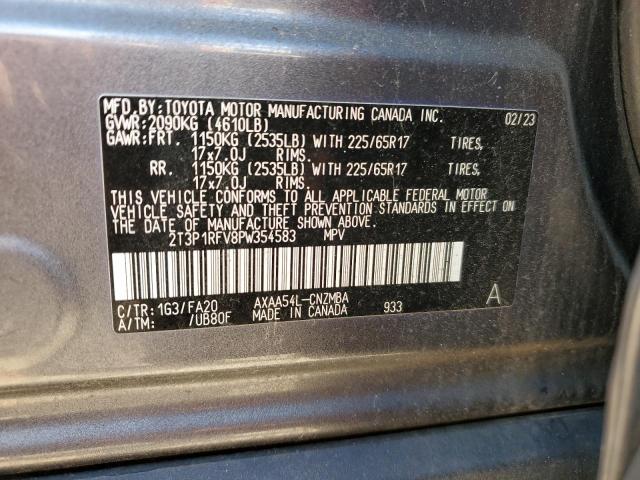 MFD.BY:TOYOTA MOTOR MANUFACTURING CANADA INC. 02/23
GVWR:2090KG (4610LB)
GAWR:FRT. 1150KG (2535LB) WITH 225/65R17 TIRES,
17x7.0J RIMS.
RR. 1150KG (2535LB) WITH 225/65R17 TIRES,
17x7.0J RIMS.
THIS VEHICLE CONFORMS TO ALL APPLICABLE FEDERAL MOTOR
VEHICLE SAFETY AND THEFT PREVENTION STANDARDS IN EFFECT ON
THE DATE OF MANUFACTURE SHOWN ABOVE.
2T3P1RFV8PW354583 MPV
C/TR:1G3/FA20 AXAA54L-CNZMBA A
A/TM: /UB80F MADE IN CANADA 933